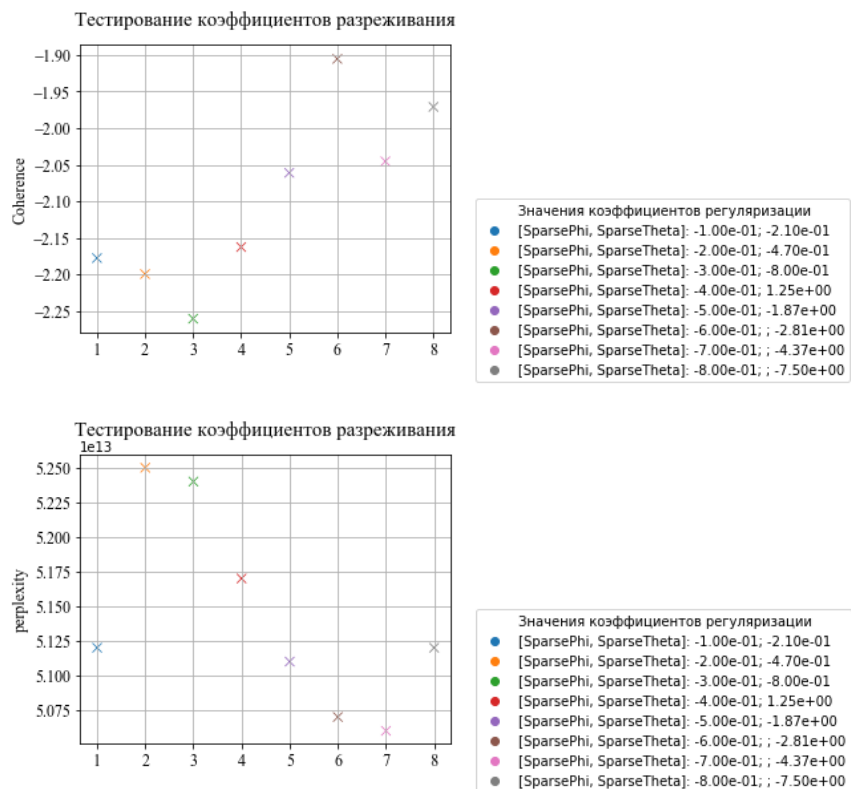 Тестирование коэффициентов разреживания
−1.90
−1.95
−2.00
−2.05
−2.10
−2.15
−2.20
−2.25
Coherence
1 2 3 4 5 6 7 8
Значения коэффициентов регуляризации
[SparsePhi, SparseTheta]: -1.00e-01; -2.10e-01
[SparsePhi, SparseTheta]: -2.00e-01; -4.70e-01
[SparsePhi, SparseTheta]: -3.00e-01; -8.00e-01
[SparsePhi, SparseTheta]: -4.00e-01; 1.25e+00
[SparsePhi, SparseTheta]: -5.00e-01; -1.87e+00
[SparsePhi, SparseTheta]: -6.00e-01; ; -2.81e+00
[SparsePhi, SparseTheta]: -7.00e-01; ; -4.37e+00
[SparsePhi, SparseTheta]: -8.00e-01; ; -7.50e+00
Тестирование коэффициентов разреживания
1e13
5.250
5.225
5.200
5.175
5.150
5.125
5.100
5.075
perplexity
1 2 3 4 5 6 7 8
Значения коэффициентов регуляризации
[SparsePhi, SparseTheta]: -1.00e-01; -2.10e-01
[SparsePhi, SparseTheta]: -2.00e-01; -4.70e-01
[SparsePhi, SparseTheta]: -3.00e-01; -8.00e-01
[SparsePhi, SparseTheta]: -4.00e-01; 1.25e+00
[SparsePhi, SparseTheta]: -5.00e-01; -1.87e+00
[SparsePhi, SparseTheta]: -6.00e-01; ; -2.81e+00
[SparsePhi, SparseTheta]: -7.00e-01; ; -4.37e+00
[SparsePhi, SparseTheta]: -8.00e-01; ; -7.50e+00